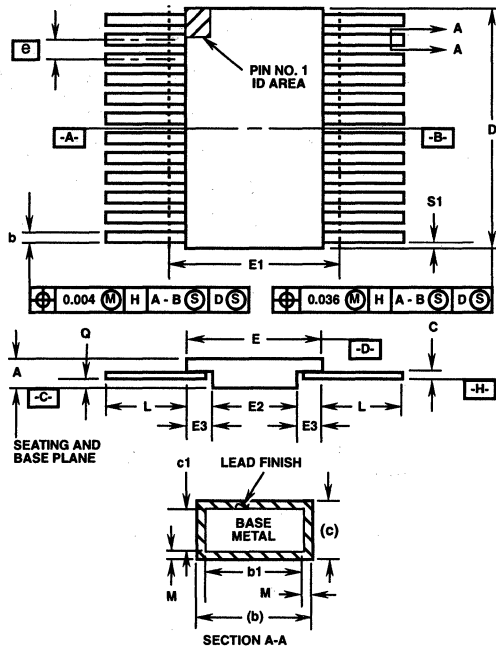 e
A
A
PIN NO. 1
ID AREA
D
-A-
-B-
S1
b
E1
⌖ 0.004 Ⓜ H A - B Ⓢ D Ⓢ
⌖ 0.036 Ⓜ H A - B Ⓢ D Ⓢ
Q
E
C
-D-
A
-C-
-H-
L
E2
L
E3
E3
SEATING AND
BASE PLANE
c1
LEAD FINISH
BASE
METAL
(c)
b1
M
M
(b)
SECTION A-A